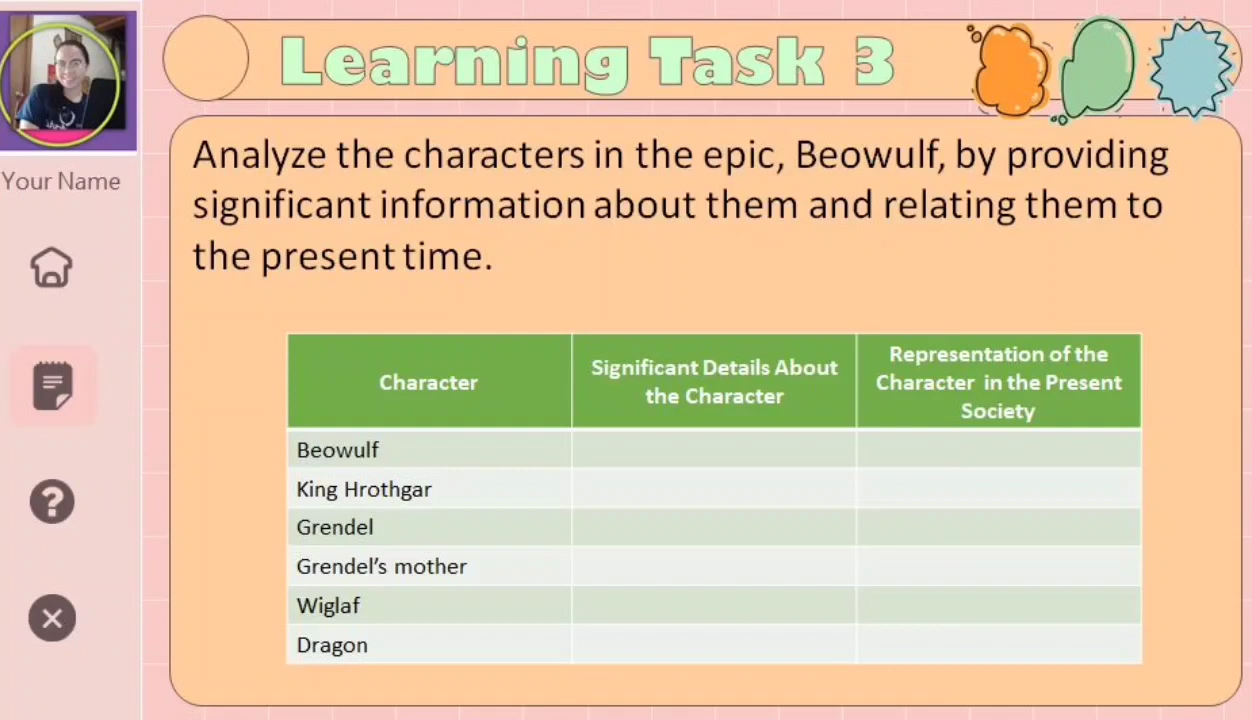 Learning Task 3
Your Name
Analyze the characters in the epic, Beowulf, by providing
significant information about them and relating them to
the present time.
Character
Significant Details About
the Character
Representation of the
Character in the Present
Society
Beowulf
King Hrothgar
Grendel
Grendel's mother
Wiglaf
Dragon